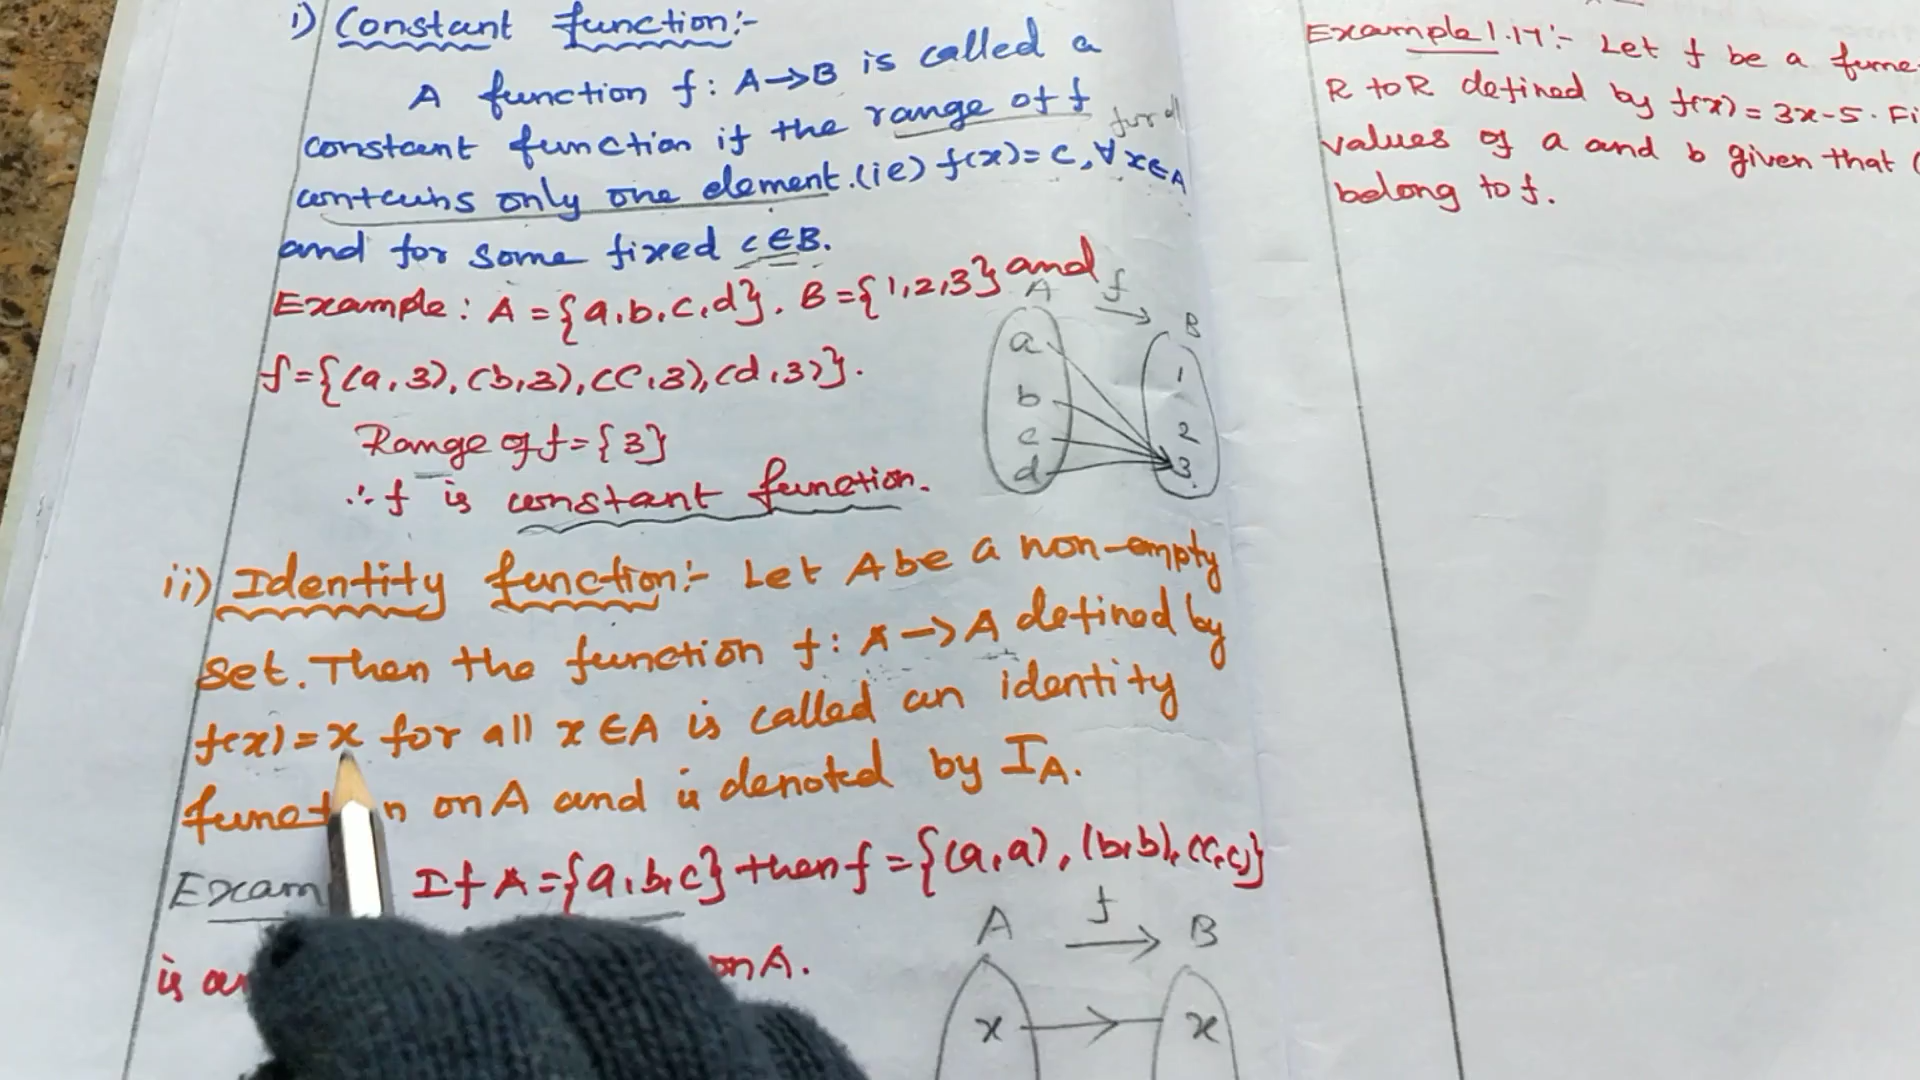 i) Constant function:-
A function f: A→B is called a
constant function if the range of f
for all
contains only one element.(ie) f(x)=c, ∀ x∈A
and for some fixed c∈B.
Example: A={a,b,c,d}. B={1,2,3} and
f={(a,3),(b,3),(c,3),(d,3)}.
Range of f={3}
∴ f is constant function.
A f B
a 1
b 2
c 3
d
ii) Identity function:- Let A be a non-empty
set. Then the function f: A→A defined by
f(x)=x for all x∈A is called an identity
on A and is denoted by I_A.
If A={a,b,c} then f={(a,a),(b,b),(c,c)}
is on A.
A f B
x x
Example 1.17:- Let f be a
R to R defined by f(x)=3x-5.
values of a and b given that (
belong to f.